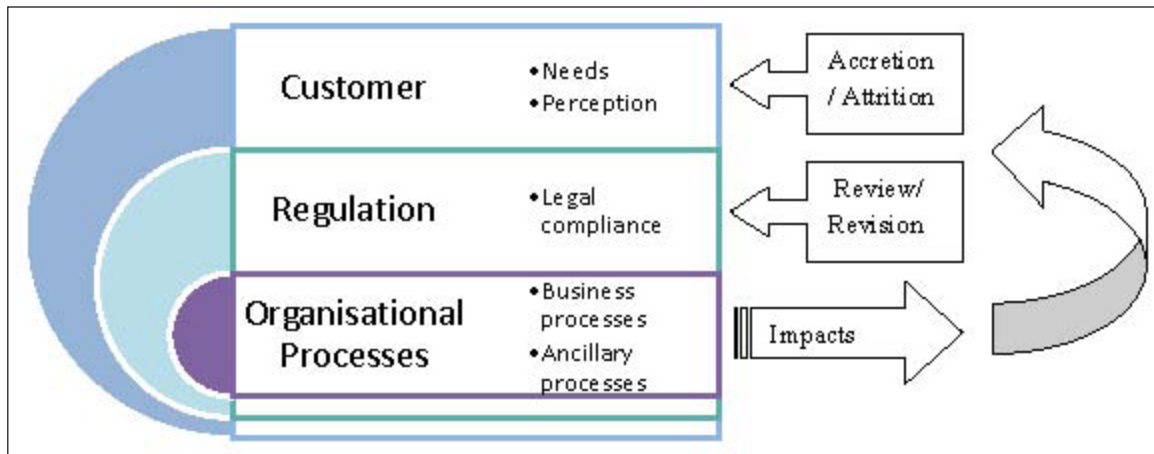 Customer
•Needs
•Perception
Accretion
/ Attrition
Regulation
•Legal
compliance
Review/
Revision
Organisational
Processes
•Business
processes
•Ancillary
processes
Impacts